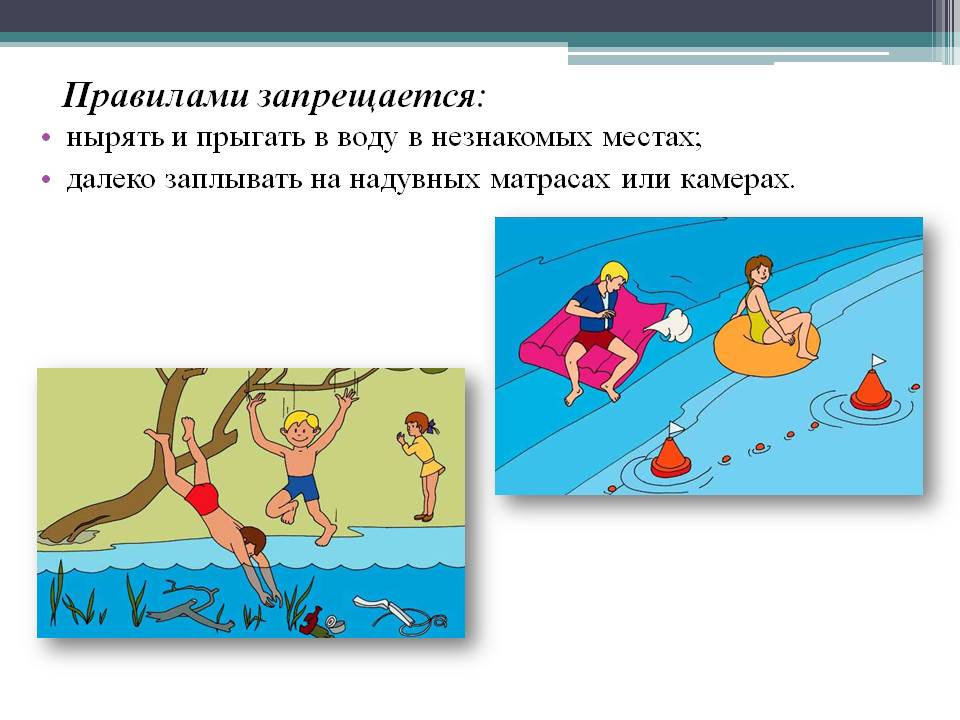 Правилами запрещается:
• нырять и прыгать в воду в незнакомых местах;
• далеко заплывать на надувных матрасах или камерах.